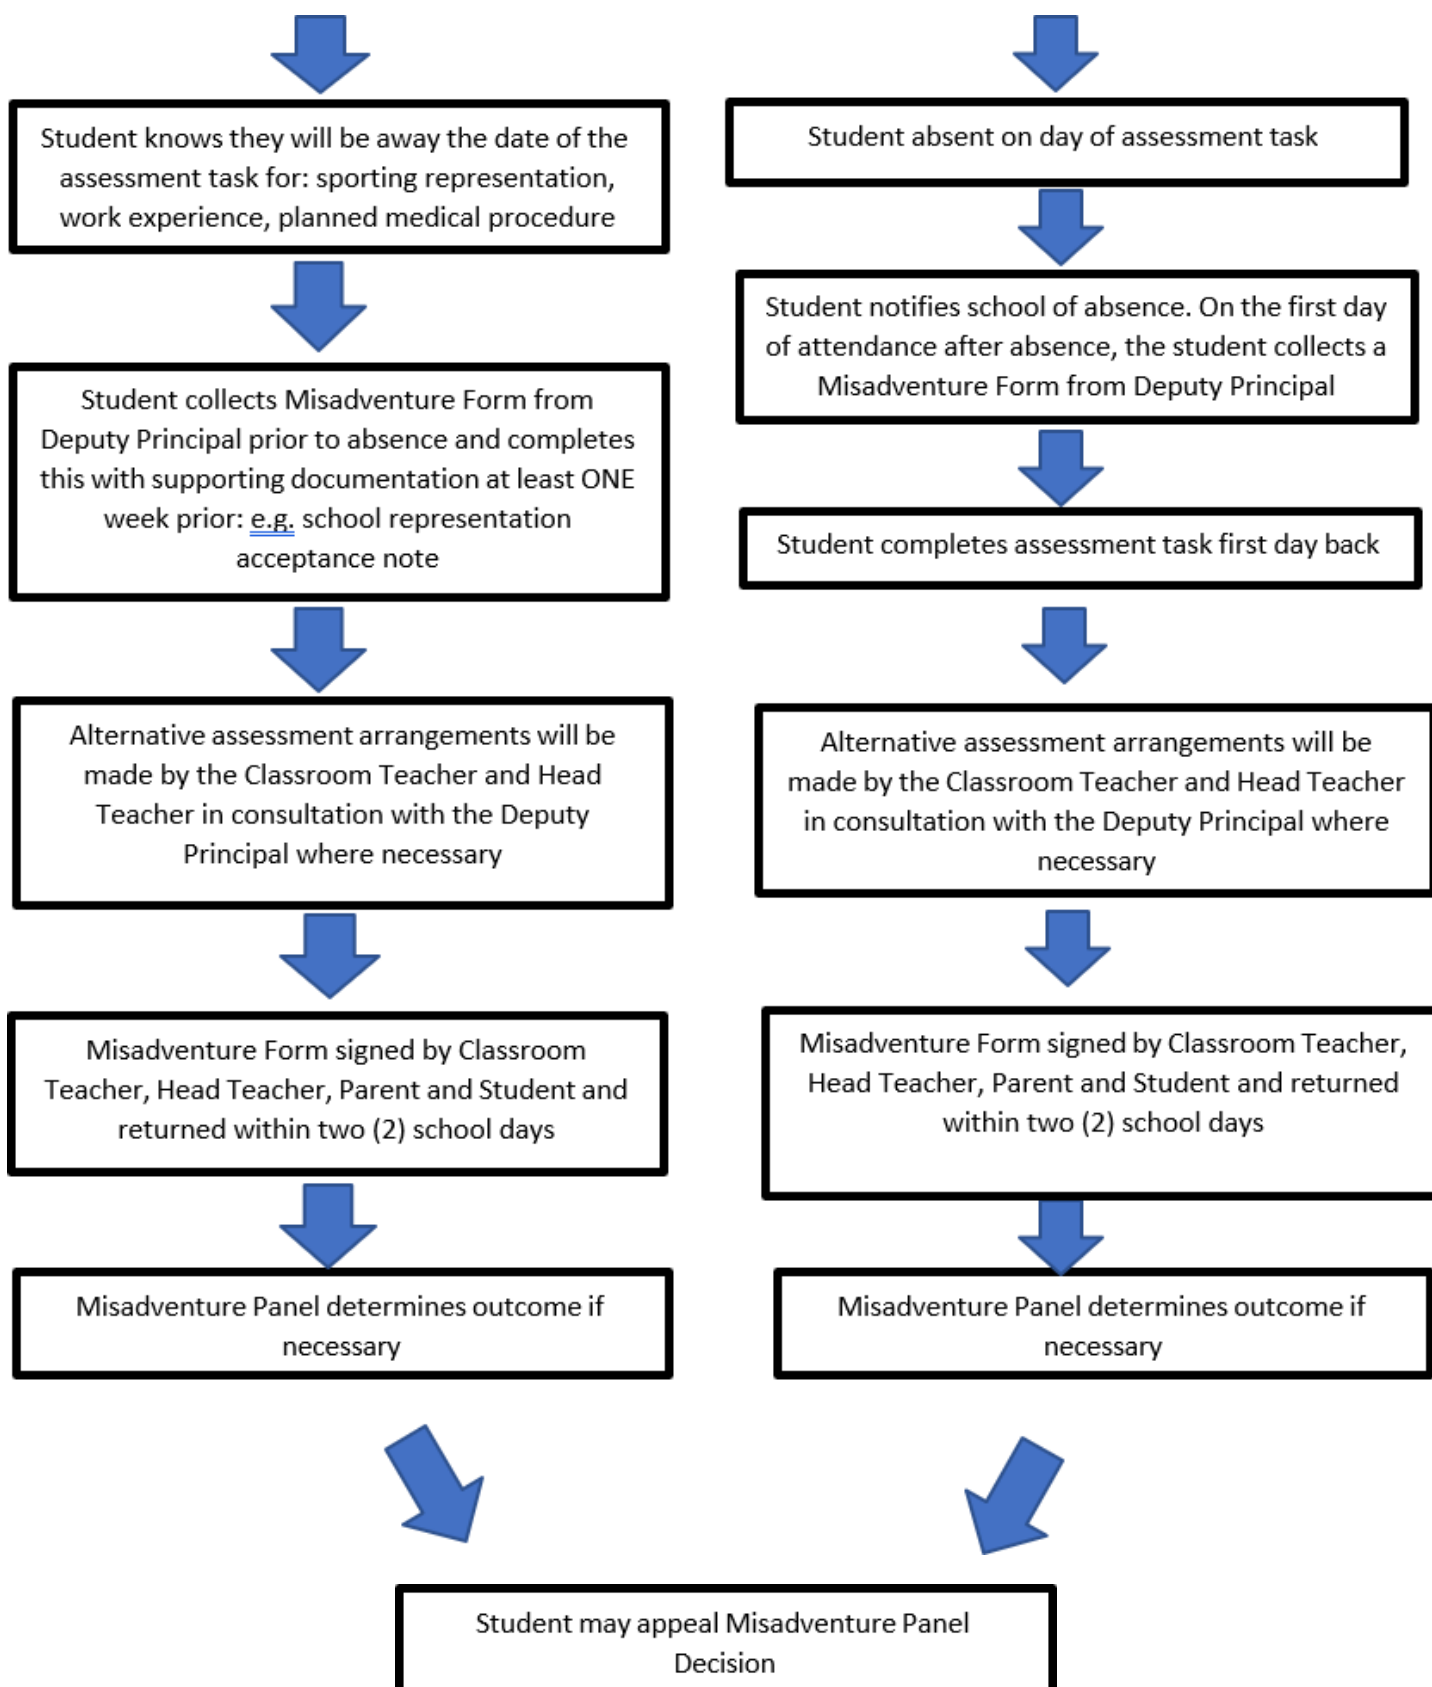 Student knows they will be away the date of the
assessment task for: sporting representation,
work experience, planned medical procedure
Student collects Misadventure Form from
Deputy Principal prior to absence and completes
this with supporting documentation at least ONE
week prior: e.g. school representation
acceptance note
Alternative assessment arrangements will be
made by the Classroom Teacher and Head
Teacher in consultation with the Deputy
Principal where necessary
Misadventure Form signed by Classroom
Teacher, Head Teacher, Parent and Student and
returned within two (2) school days
Misadventure Panel determines outcome if
necessary
Student absent on day of assessment task
Student notifies school of absence. On the first day
of attendance after absence, the student collects a
Misadventure Form from Deputy Principal
Student completes assessment task first day back
Alternative assessment arrangements will be
made by the Classroom Teacher and Head Teacher
in consultation with the Deputy Principal where
necessary
Misadventure Form signed by Classroom Teacher,
Head Teacher, Parent and Student and returned
within two (2) school days
Misadventure Panel determines outcome if
necessary
Student may appeal Misadventure Panel
Decision